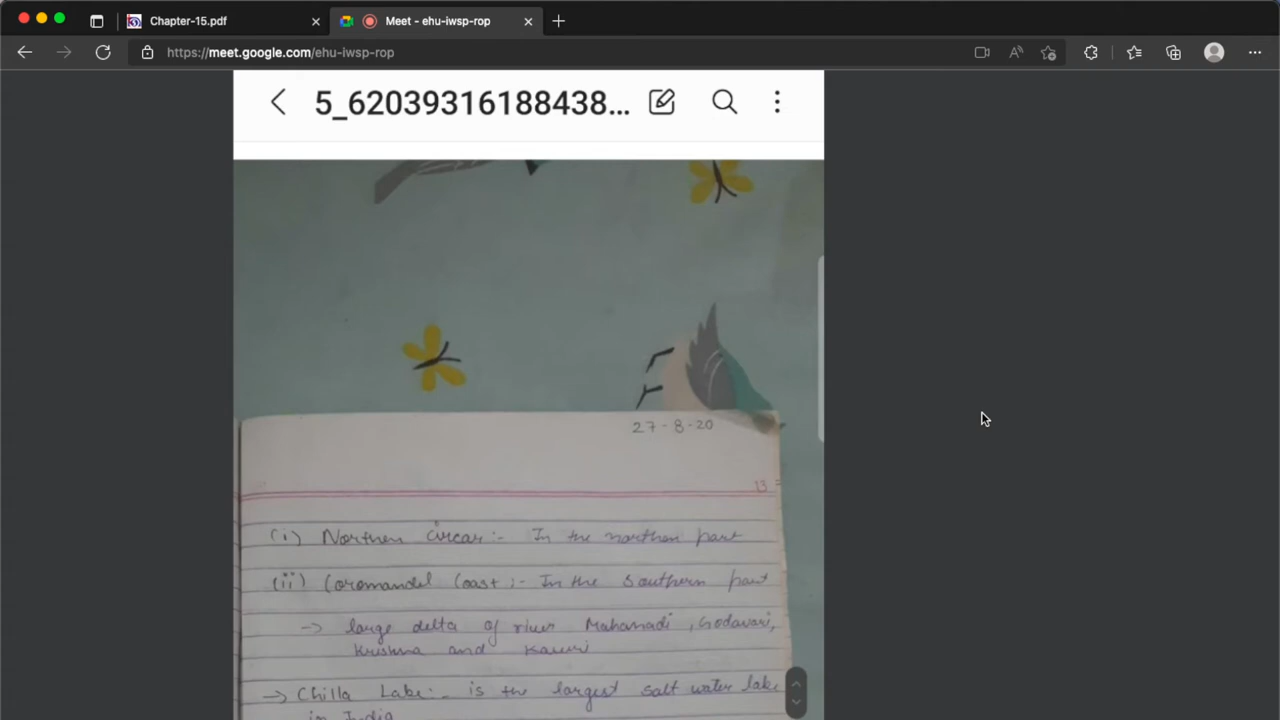 Chapter-15.pdf
Meet - ehu-iwsp-rop
https://meet.google.com/ehu-iwsp-rop
5_62039316188438...
27-8-20
13
(i) Northen Circar :- In the northen part
(ii) Coromandel Coast :- In the Southern part
→ large delta of river Mahanadi, Godavari,
Krishna and Kaveri
→ Chilla Lake:- is the largest salt water lake
in India